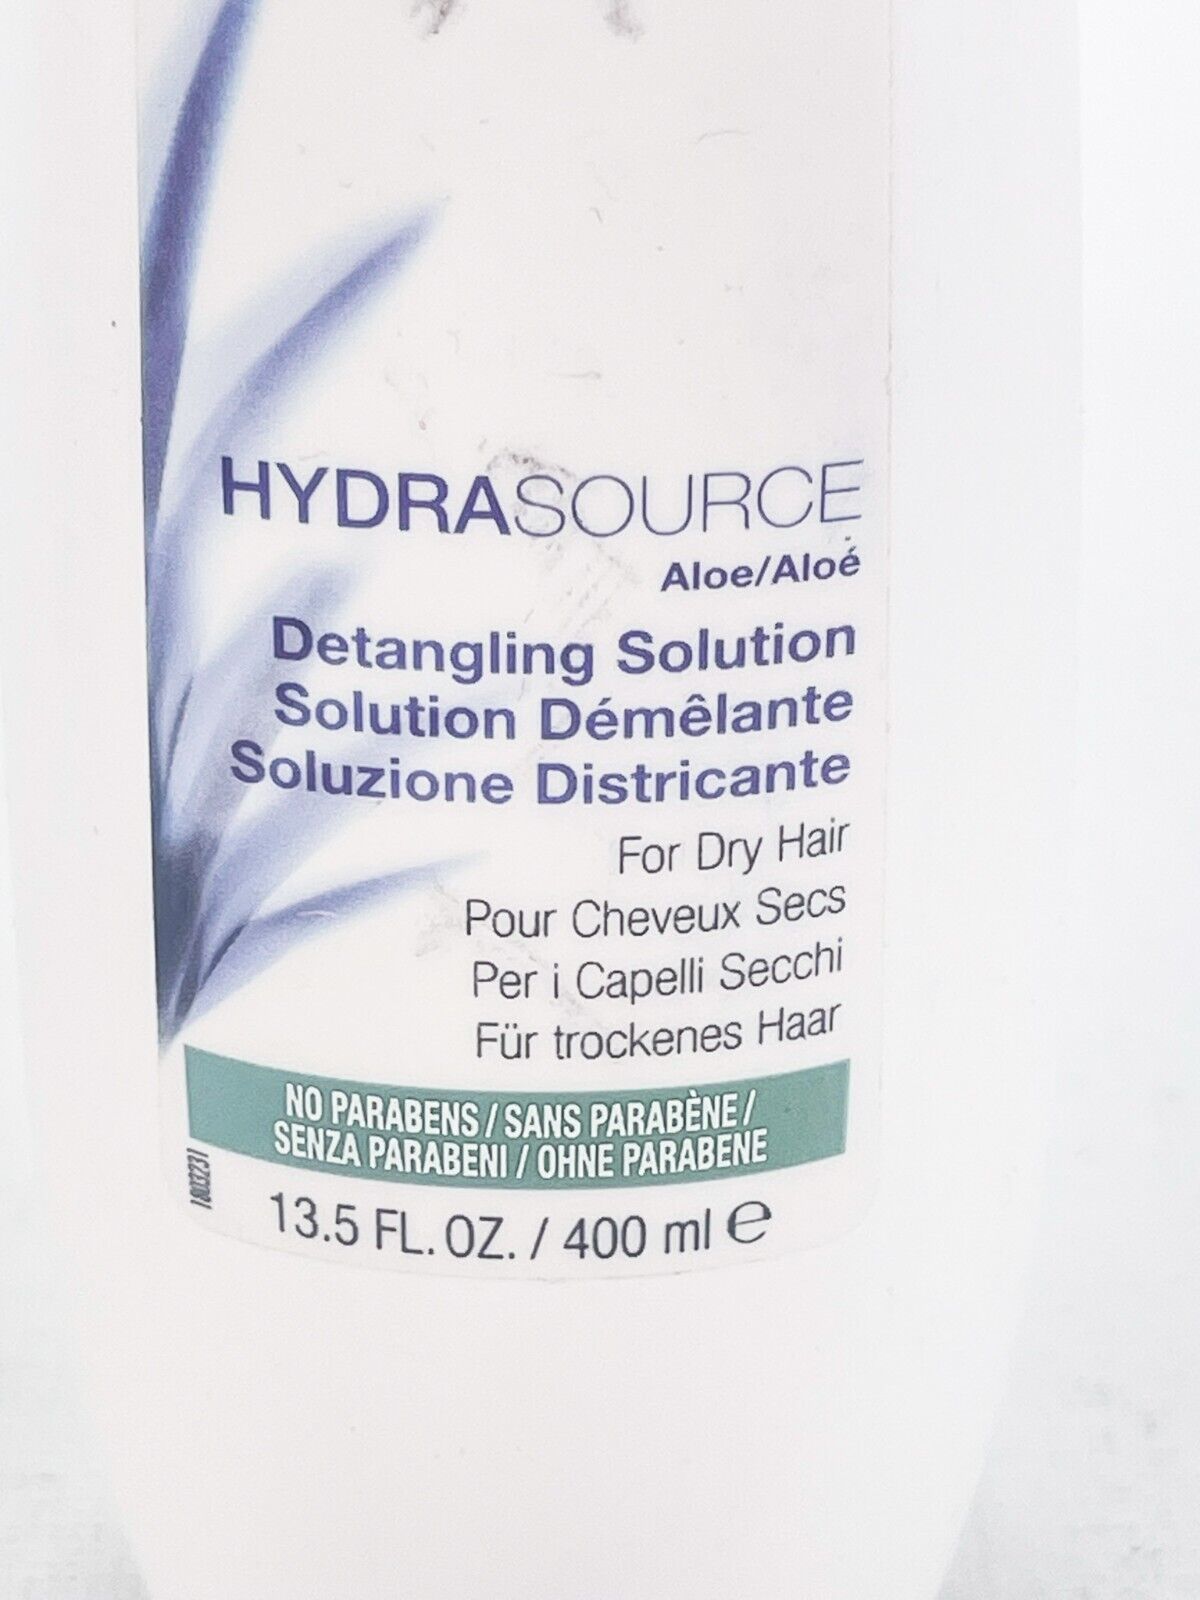 HYDRASOURCE
Aloe/Aloé
Detangling Solution
Solution Démêlante
Soluzione Districante
For Dry Hair
Pour Cheveux Secs
Per i Capelli Secchi
Für trockenes Haar
NO PARABENS / SANS PARABÈNE /
SENZA PARABENI / OHNE PARABENE
1803231
13.5 FL. OZ. / 400 ml e